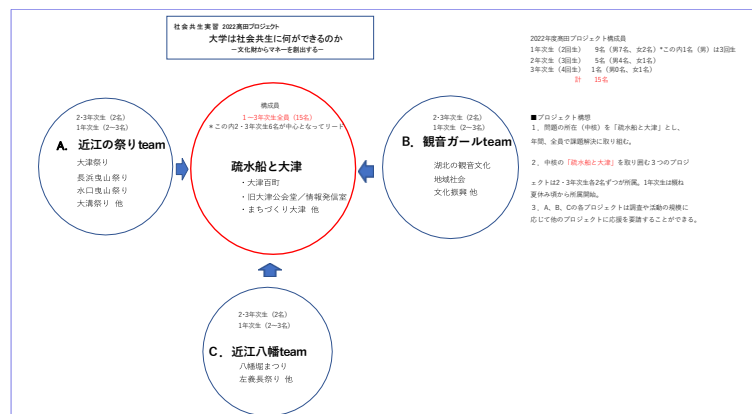 社会共生実習 2022高田プロジェクト
大学は社会共生に何ができるのか
－文化財からマネーを創出する－
2022年度高田プロジェクト構成員
1年次生（2回生） 9名（男7名、女2名）*この内1名（男）は3回生
2年次生（3回生） 5名（男4名、女1名）
3年次生（4回生） 1名（男0名、女1名）
計 15名
■プロジェクト構想
1．問題の所在（中核）を「疏水船と大津」とし、
年間、全員で課題解決に取り組む。
2．中核の「疏水船と大津」を取り囲む3つのプロジ
ェクトは2・3年次生各2名ずつが所属。1年次生は概ね
夏休み頃から所属開始。
3．A、B、Cの各プロジェクトは調査や活動の規模に
応じて他のプロジェクトに応援を要請することができる。
2-3年次生（2名）
1年次生（2ー3名）
A．近江の祭りteam
大津祭り
長浜曳山祭り
水口曳山祭り
大溝祭り 他
構成員
1ー3年次生全員（15名）
＊この内2・3年次生6名が中心となってリード
疏水船と大津
・大津百町
・旧大津公会堂／情報発信室
・まちづくり大津 他
2-3年次生（2名）
1年次生（2ー3名）
B．観音ガールteam
湖北の観音文化
地域社会
文化振興 他
2-3年次生（2名）
1年次生（2ー3名）
C．近江八幡team
八幡堀まつり
左義長祭り 他